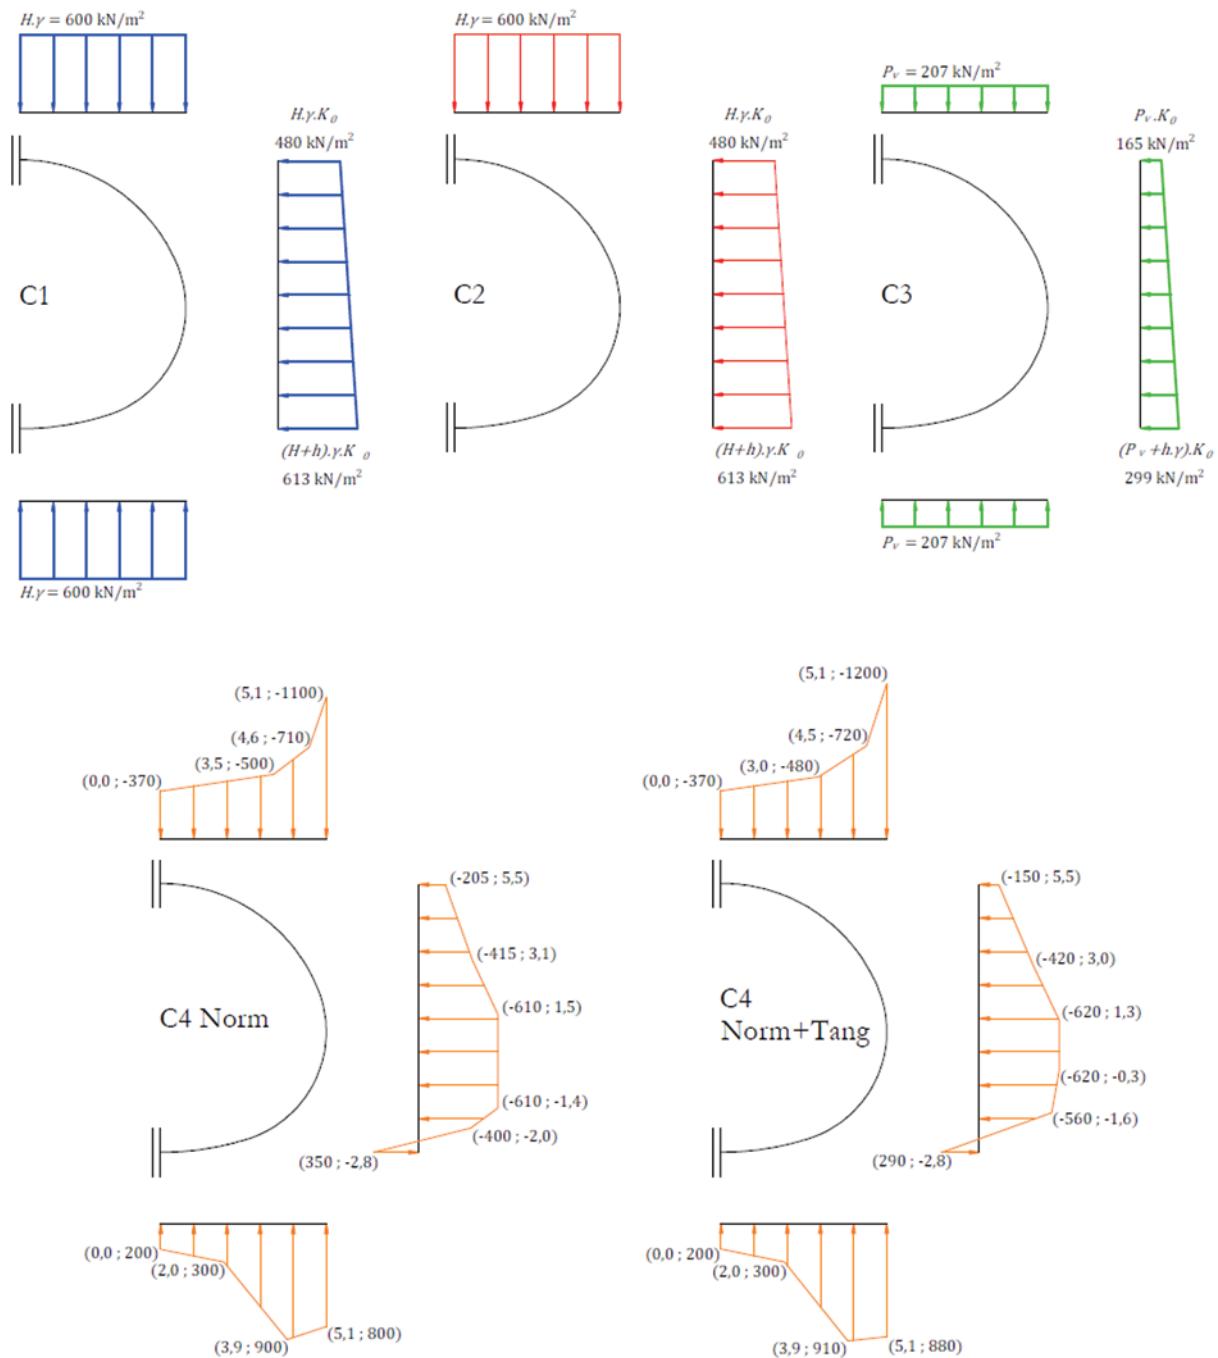 H.γ = 600 kN/m²
H.γ = 600 kN/m²
P_v = 207 kN/m²
H.γ.K₀
480 kN/m²
H.γ.K₀
480 kN/m²
P_v.K₀
165 kN/m²
C1
C2
C3
(H+h).γ.K ₀
613 kN/m²
(H+h).γ.K ₀
613 kN/m²
(P_v+h.γ).K₀
299 kN/m²
H.γ = 600 kN/m²
P_v = 207 kN/m²
(5,1 ; -1100)
(4,6 ; -710)
(3,5 ; -500)
(0,0 ; -370)
(-205 ; 5,5)
(-415 ; 3,1)
(-610 ; 1,5)
C4 Norm
(-610 ; -1,4)
(-400 ; -2,0)
(350 ; -2,8)
(0,0 ; 200)
(2,0 ; 300)
(3,9 ; 900)
(5,1 ; 800)
(5,1 ; -1200)
(4,5 ; -720)
(3,0 ; -480)
(0,0 ; -370)
(-150 ; 5,5)
(-420 ; 3,0)
(-620 ; 1,3)
C4
Norm+Tang
(-620 ; -0,3)
(-560 ; -1,6)
(290 ; -2,8)
(0,0 ; 200)
(2,0 ; 300)
(3,9 ; 910)
(5,1 ; 880)